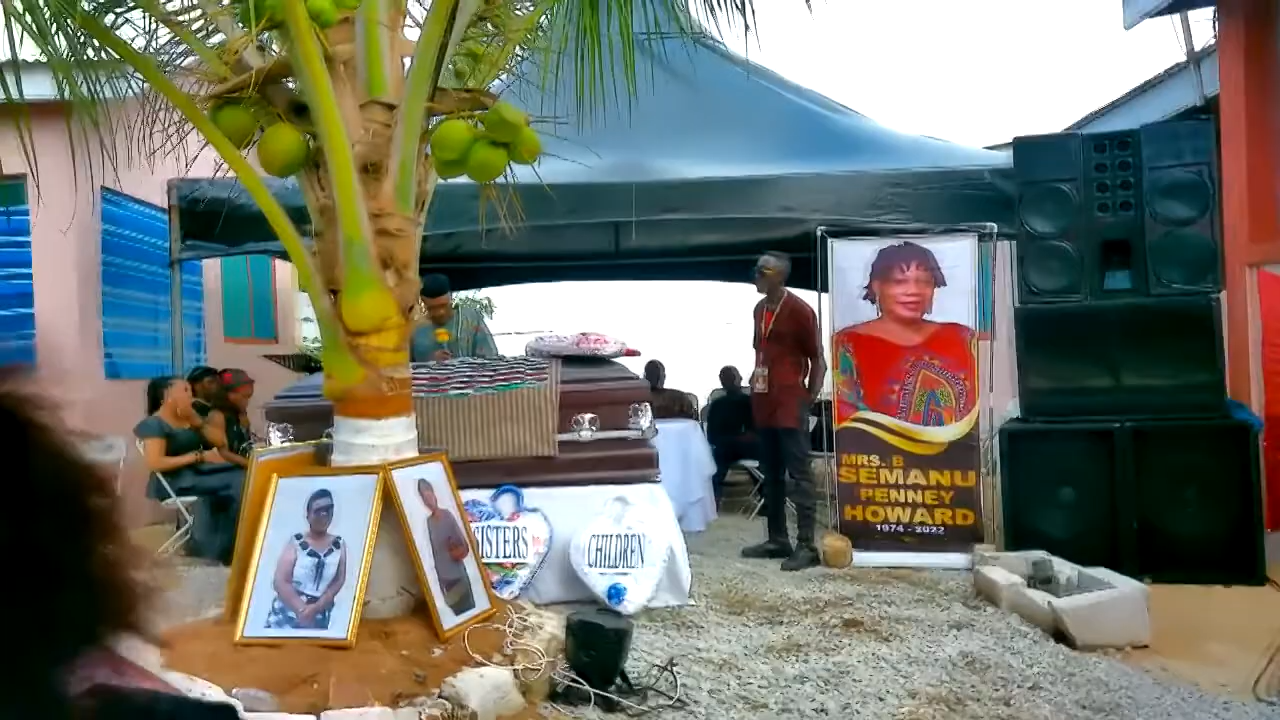 SISTERS
CHILDREN
MRS. B
SEMANU
PENNEY
HOWARD
1974 - 2022